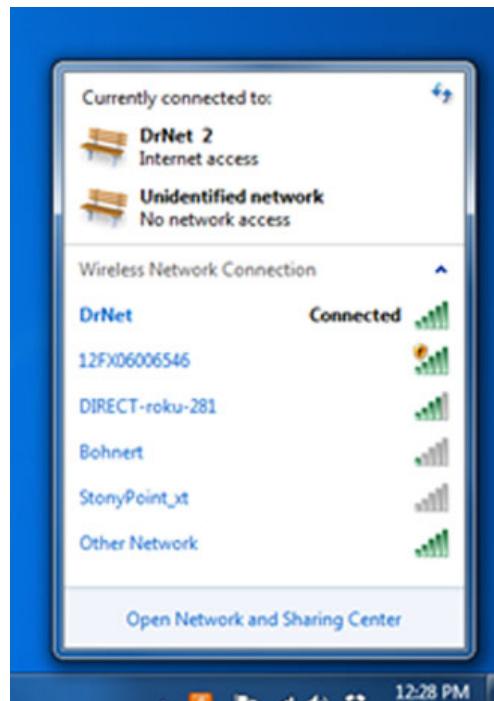 Currently connected to:
DrNet 2
Internet access
Unidentified network
No network access
Wireless Network Connection
DrNet Connected
12FX06006546
DIRECT-roku-281
Bohnert
StonyPoint_xt
Other Network
Open Network and Sharing Center
12:28 PM